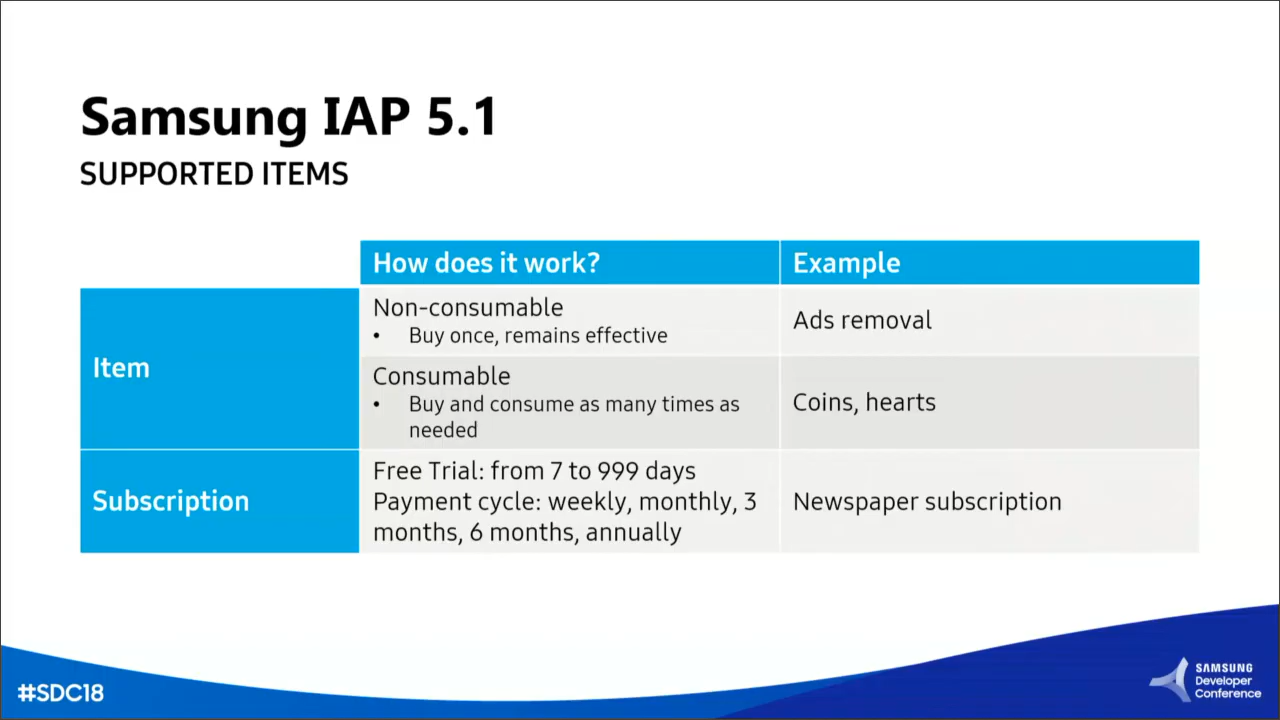 Samsung IAP 5.1
SUPPORTED ITEMS
How does it work?
Example
Item
Non-consumable
• Buy once, remains effective
Ads removal
Consumable
• Buy and consume as many times as
needed
Coins, hearts
Subscription
Free Trial: from 7 to 999 days
Payment cycle: weekly, monthly, 3
months, 6 months, annually
Newspaper subscription
#SDC18
SAMSUNG
Developer
Conference